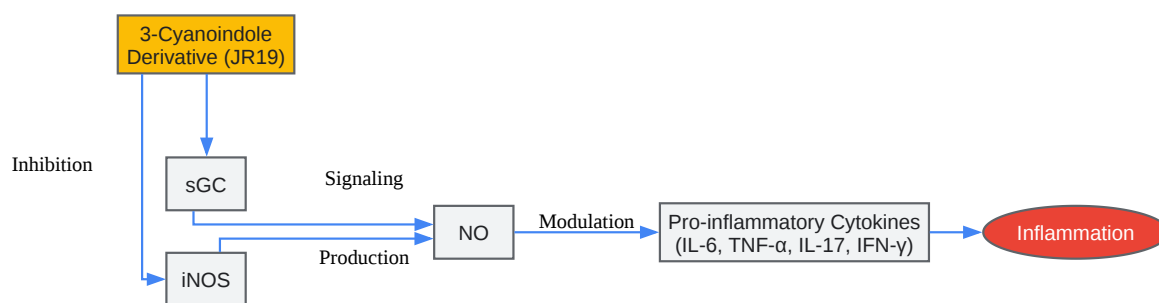 3-Cyanoindole
Derivative (JR19)
Inhibition
sGC
Signaling
iNOS
Production
NO
Modulation
Pro-inflammatory Cytokines
(IL-6, TNF-α, IL-17, IFN-γ)
Inflammation